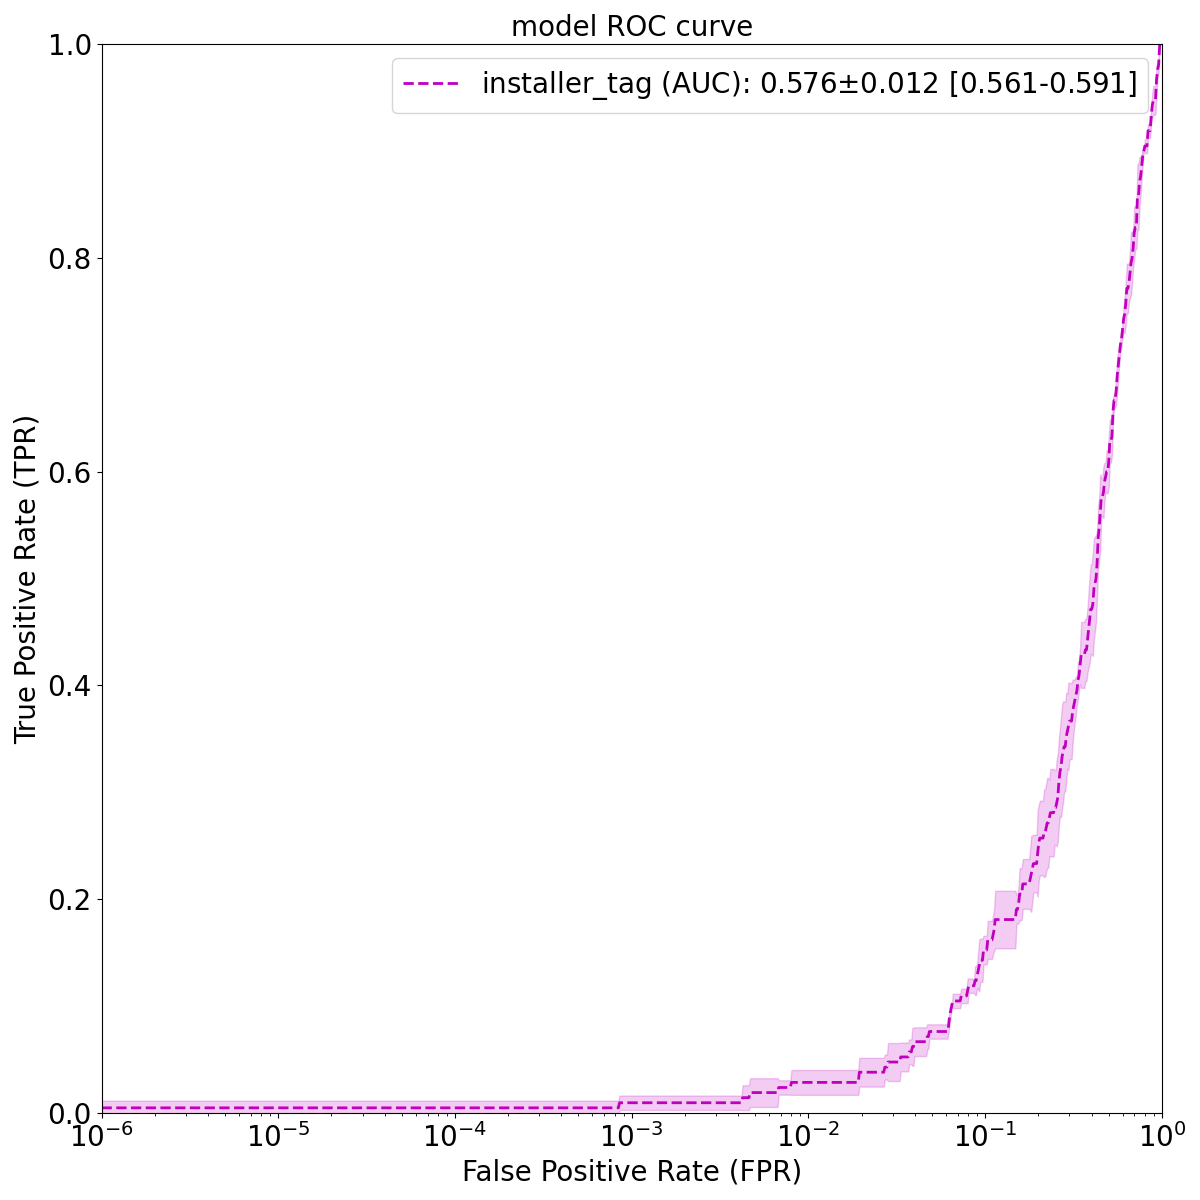 model ROC curve
installer_tag (AUC): 0.576±0.012 [0.561-0.591]
1.0
0.8
0.6
0.4
0.2
0.0
True Positive Rate (TPR)
10⁻⁶ 10⁻⁵ 10⁻⁴ 10⁻³ 10⁻² 10⁻¹ 10⁰
False Positive Rate (FPR)